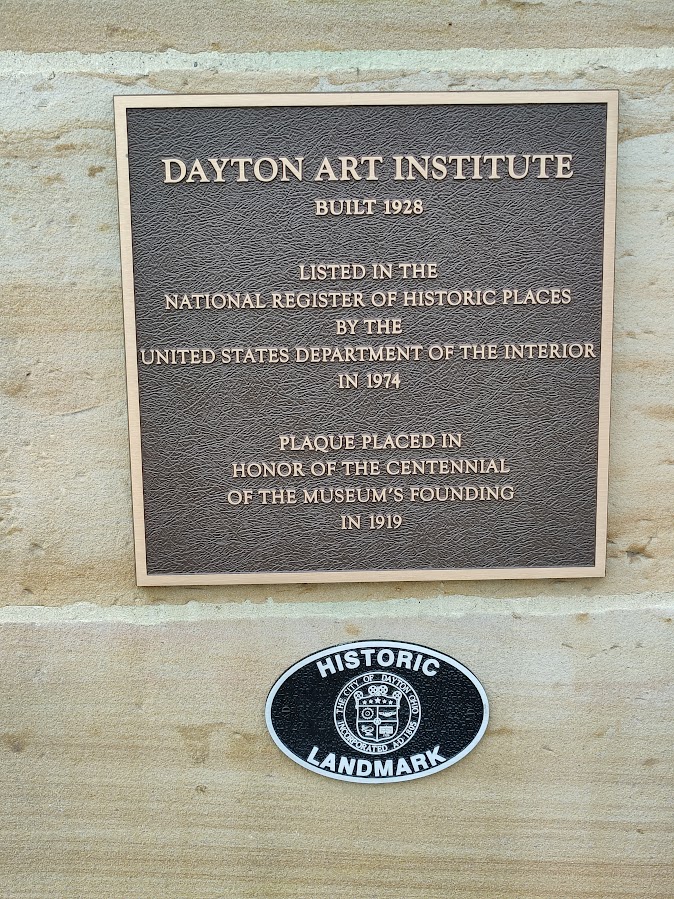 DAYTON ART INSTITUTE
BUILT 1928
LISTED IN THE
NATIONAL REGISTER OF HISTORIC PLACES
BY THE
UNITED STATES DEPARTMENT OF THE INTERIOR
IN 1974
PLAQUE PLACED IN
HONOR OF THE CENTENNIAL
OF THE MUSEUM'S FOUNDING
IN 1919
HISTORIC
THE CITY OF DAYTON OHIO
INCORPORATED A·D 1805
LANDMARK